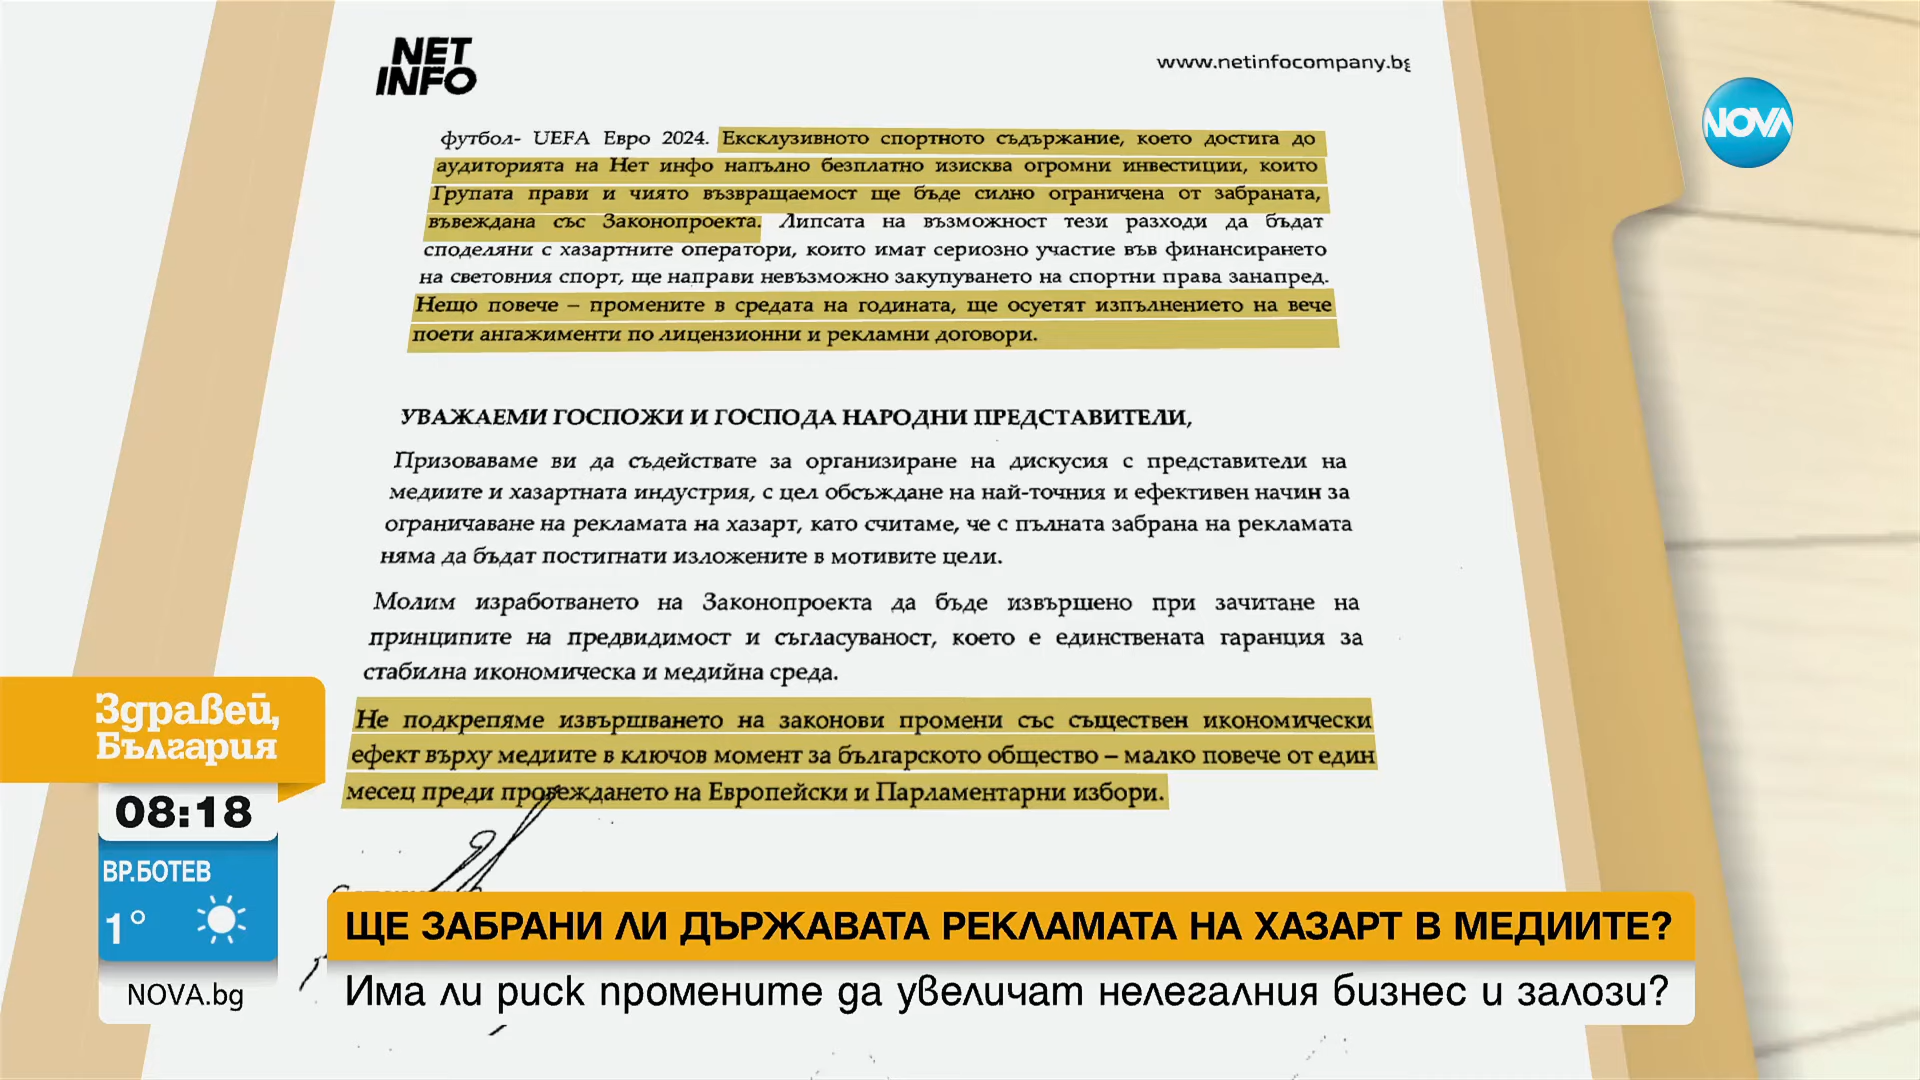 NET
INFO
www.netinfocompany.bg
NOVA
футбол- UEFA Евро 2024. Ексклузивното спортното съдържание, което достига до
аудиторията на Нет инфо напълно безплатно изисква огромни инвестиции, които
Групата прави и чиято възвращаемост ще бъде силно ограничена от забраната,
въвеждана със Законопроекта. Липсата на възможност тези разходи да бъдат
споделяни с хазартните оператори, които имат сериозно участие във финансирането
на световния спорт, ще направи невъзможно закупуването на спортни права занапред.
Нещо повече – промените в средата на годината, ще осуетят изпълнението на вече
поети ангажименти по лицензионни и рекламни договори.
УВАЖАЕМИ ГОСПОЖИ И ГОСПОДА НАРОДНИ ПРЕДСТАВИТЕЛИ,
Призоваваме ви да съдействате за организиране на дискусия с представители на
медиите и хазартната индустрия, с цел обсъждане на най-точния и ефективен начин за
ограничаване на рекламата на хазарт, като считаме, че с пълната забрана на рекламата
няма да бъдат постигнати изложените в мотивите цели.
Молим изработването на Законопроекта да бъде извършено при зачитане на
принципите на предвидимост и съгласуваност, което е единствената гаранция за
стабилна икономическа и медийна среда.
Не подкрепяме извършването на законови промени със съществен икономически
ефект върху медиите в ключов момент за българското общество – малко повече от един
месец преди провеждането на Европейски и Парламентарни избори.
Здравей,
България
08:18
ВР.БОТЕВ
1°
NOVA.bg
ЩЕ ЗАБРАНИ ЛИ ДЪРЖАВАТА РЕКЛАМАТА НА ХАЗАРТ В МЕДИИТЕ?
Има ли риск промените да увеличат нелегалния бизнес и залози?